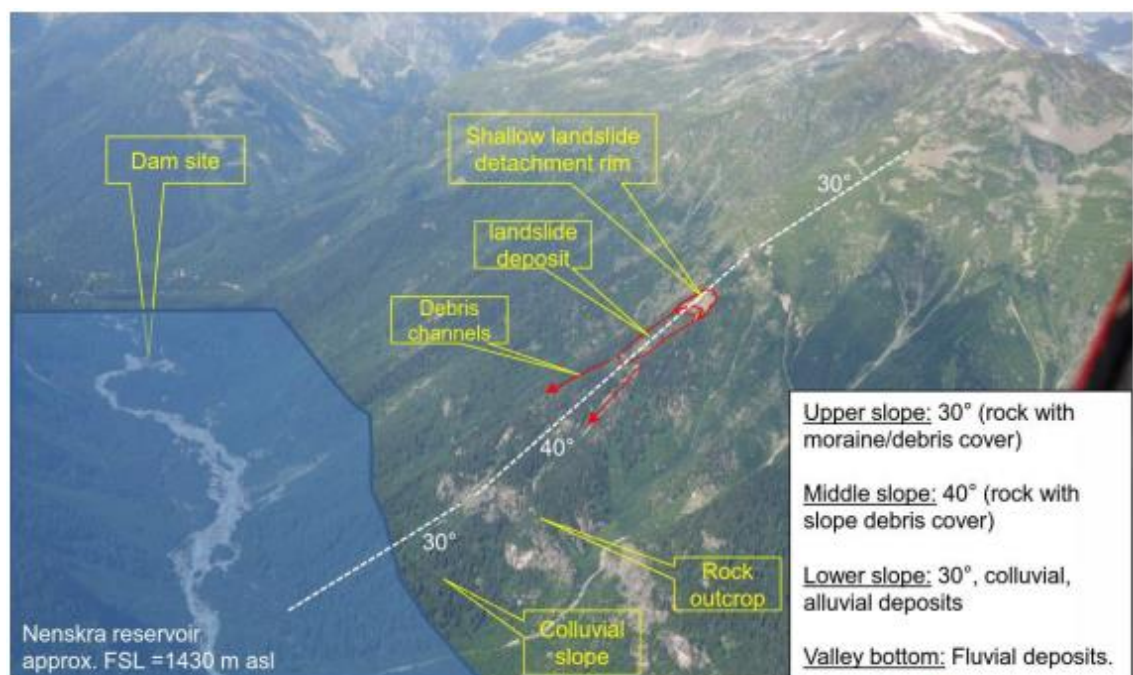 Dam site
Shallow landslide
detachment rim
30°
landslide
deposit
Debris
channels
40°
30°
Rock
outcrop
Colluvial
slope
Nenskra reservoir
approx. FSL =1430 m asl
Upper slope: 30° (rock with
moraine/debris cover)
Middle slope: 40° (rock with
slope debris cover)
Lower slope: 30°, colluvial,
alluvial deposits
Valley bottom: Fluvial deposits.